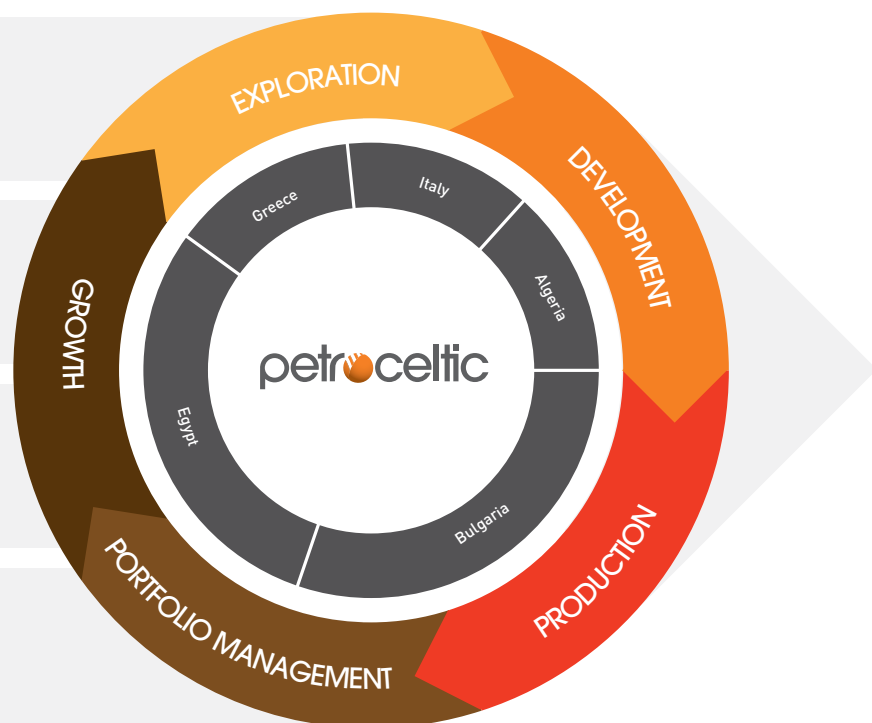 EXPLORATION
DEVELOPMENT
PRODUCTION
PORTFOLIO MANAGEMENT
GROWTH
Greece
Italy
Algeria
Bulgaria
Egypt
petroceltic